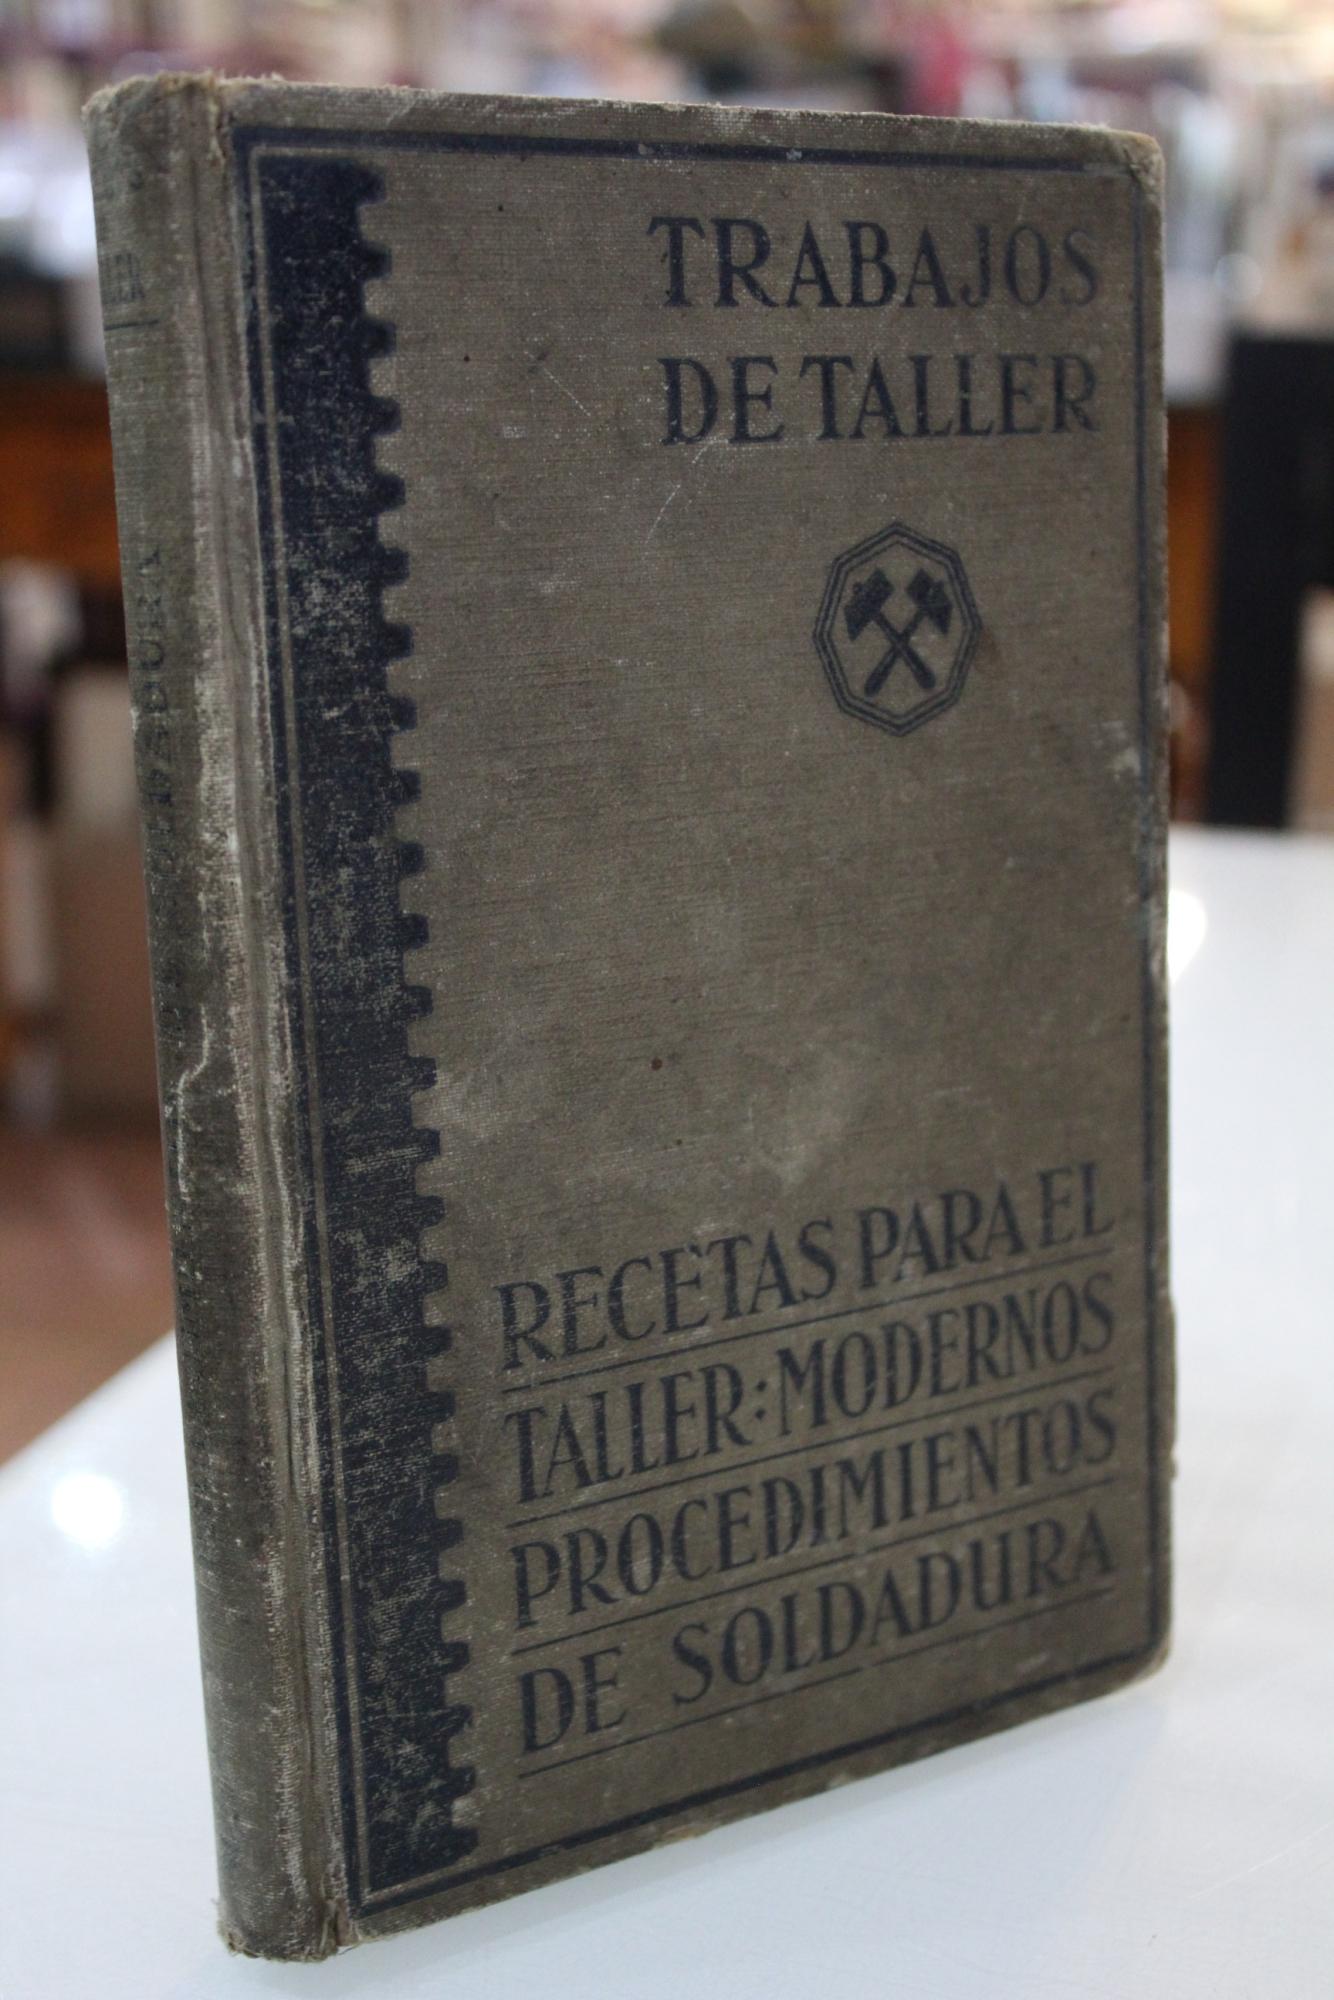 TRABAJOS
DE TALLER
RECETAS PARA EL
TALLER: MODERNOS
PROCEDIMIENTOS
DE SOLDADURA